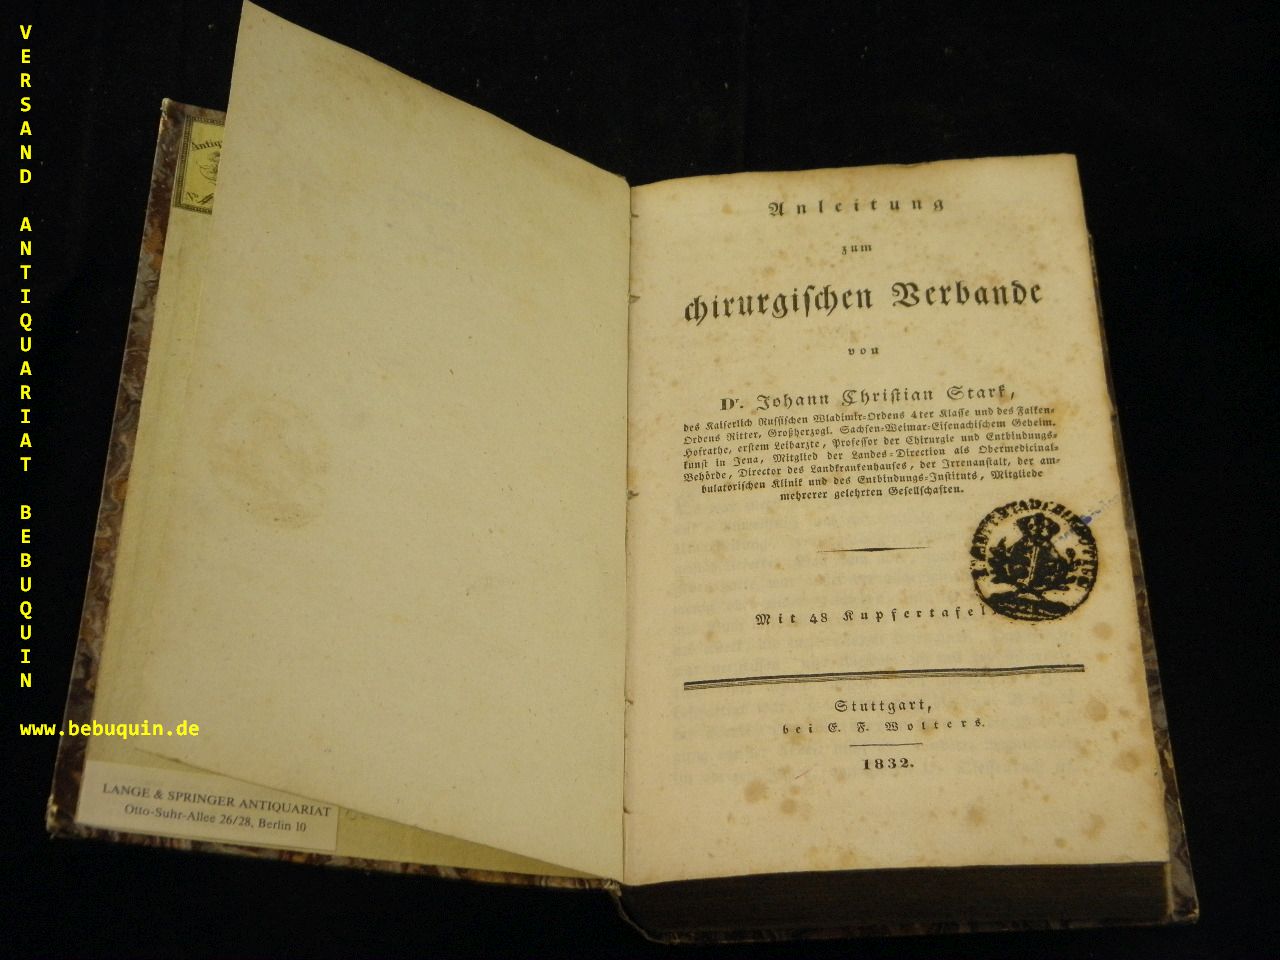 VERSAND ANTIQUARIAT BEBUQUIN
www.bebuquin.de
Antiq
No.
LANGE & SPRINGER ANTIQUARIAT
Otto-Suhr-Allee 26/28, Berlin 10
Anleitung
zum
chirurgischen Verbande
von
Dr. Johann Christian Stark,
des Kaiserlich Russischen Wladimir-Ordens 4ter Klasse und des Falken-
Ordens Ritter, Großherzogl. Sachsen-Weimar-Eisenachischem Geheim.
Hofrathe, erstem Leibarzte, Professor der Chirurgie und Entbindungs-
kunst in Jena, Mitglied der Landes-Direction als Obermedicinal-
Behörde, Director des Landkrankenhauses, der Irrenanstalt, der am-
bulatorischen Klinik und des Entbindungs-Instituts, Mitgliede
mehrerer gelehrten Gesellschaften.
Mit 48 Kupfertafel
Stuttgart,
bei E. F. Wolters.
1832.